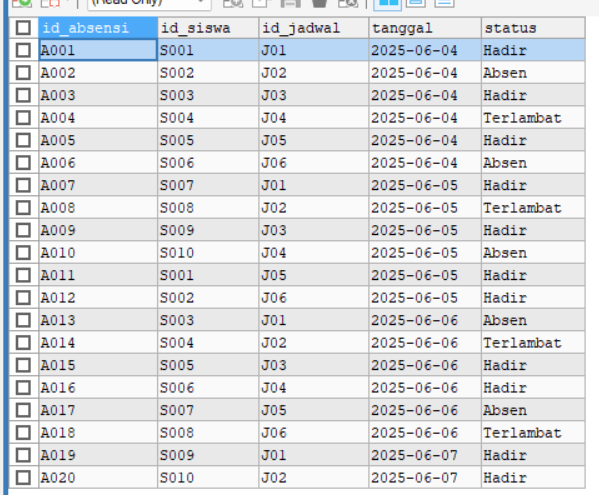 (Read Only)
id_absensi id_siswa id_jadwal tanggal status
A001 S001 J01 2025-06-04 Hadir
A002 S002 J02 2025-06-04 Absen
A003 S003 J03 2025-06-04 Hadir
A004 S004 J04 2025-06-04 Terlambat
A005 S005 J05 2025-06-04 Hadir
A006 S006 J06 2025-06-04 Absen
A007 S007 J01 2025-06-05 Hadir
A008 S008 J02 2025-06-05 Terlambat
A009 S009 J03 2025-06-05 Hadir
A010 S010 J04 2025-06-05 Absen
A011 S001 J05 2025-06-05 Hadir
A012 S002 J06 2025-06-05 Hadir
A013 S003 J01 2025-06-06 Absen
A014 S004 J02 2025-06-06 Terlambat
A015 S005 J03 2025-06-06 Hadir
A016 S006 J04 2025-06-06 Hadir
A017 S007 J05 2025-06-06 Absen
A018 S008 J06 2025-06-06 Terlambat
A019 S009 J01 2025-06-07 Hadir
A020 S010 J02 2025-06-07 Hadir